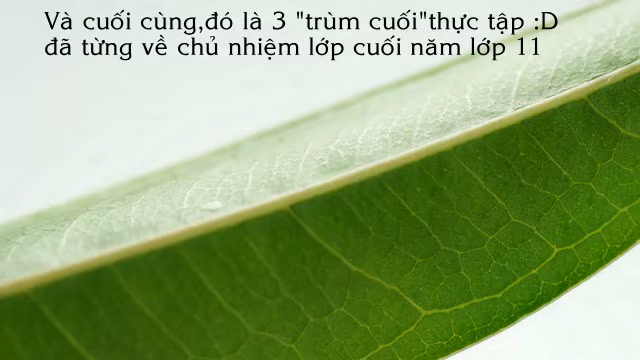 Và cuối cùng,đó là 3 "trùm cuối"thực tập :D
đã từng về chủ nhiệm lớp cuối năm lớp 11